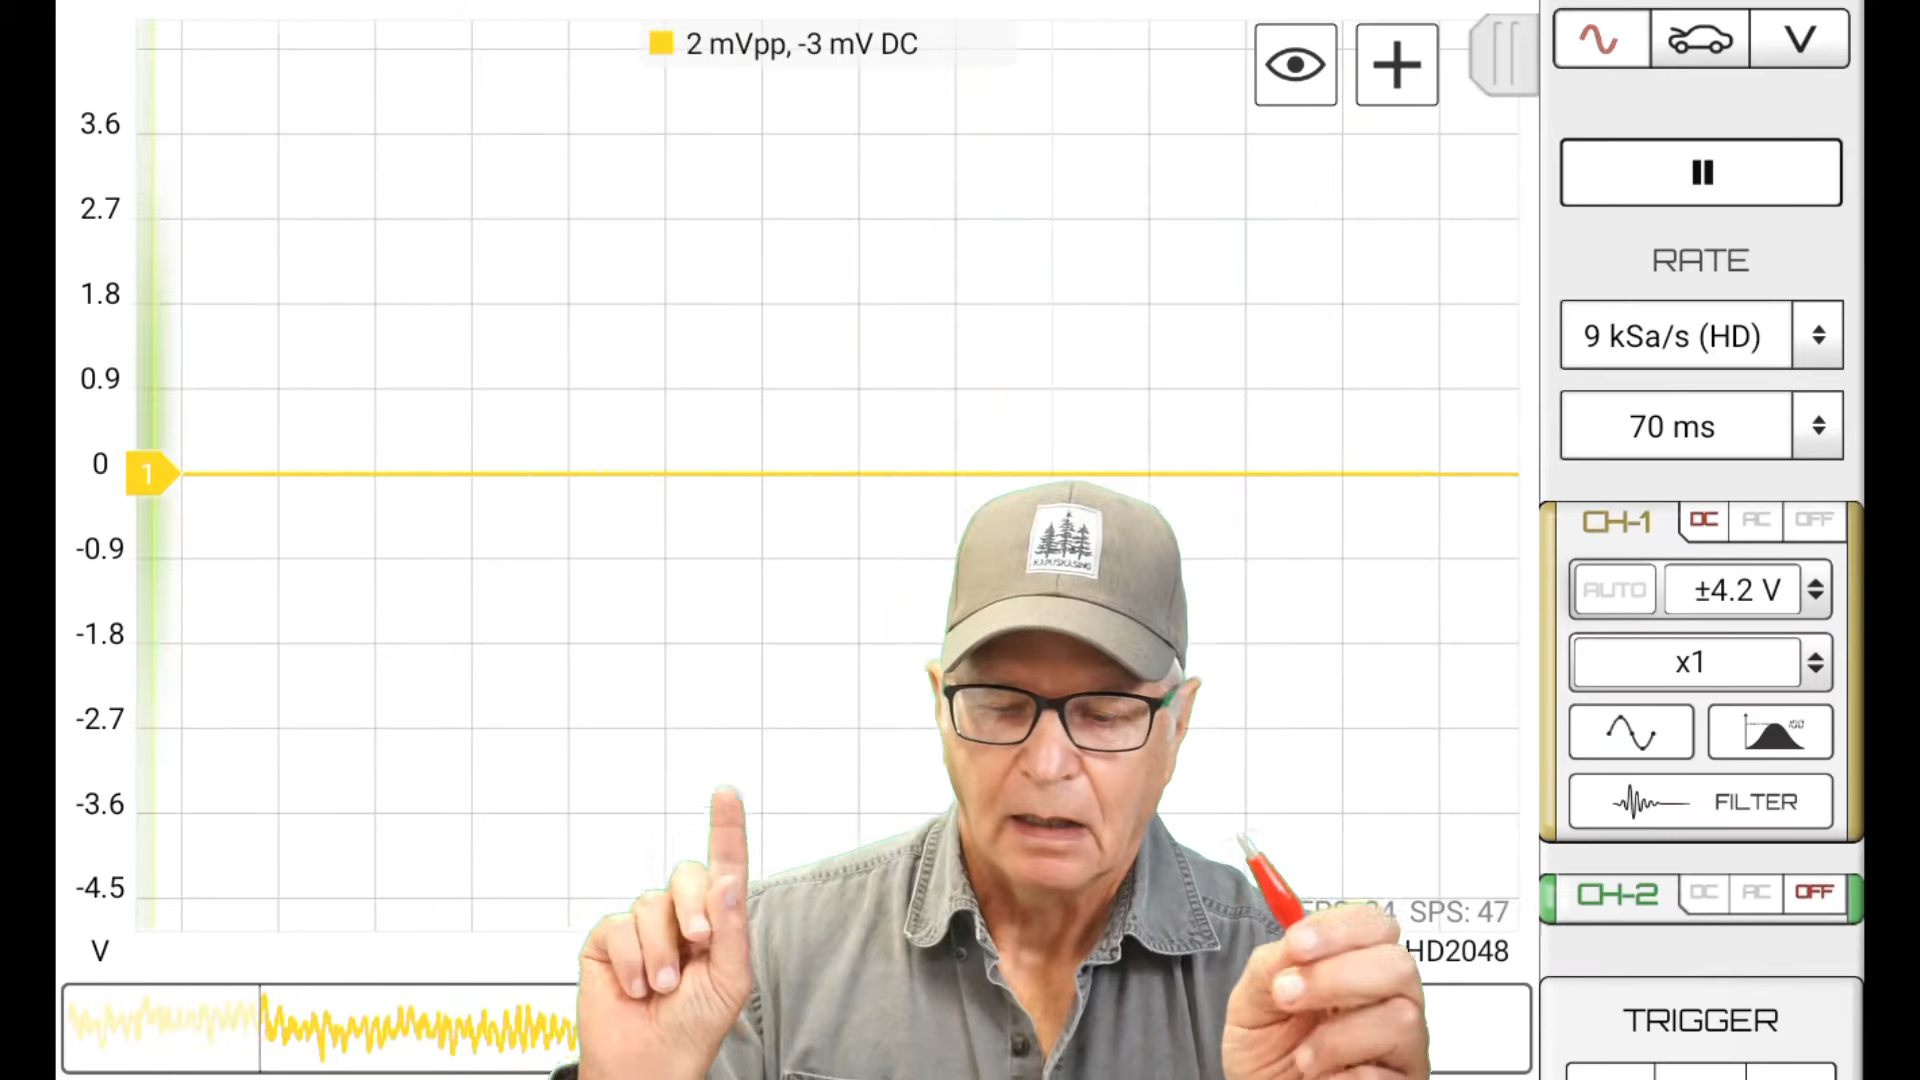 2 mVpp, -3 mV DC
V
3.6
2.7
1.8
0.9
0
1
-0.9
-1.8
-2.7
-3.6
-4.5
V
SPS: 47
HD2048
RATE
9 kSa/s (HD)
70 ms
CH-1 DC AC OFF
AUTO ±4.2 V
x1
FILTER
CH-2 DC AC OFF
TRIGGER
KAPUSKASING